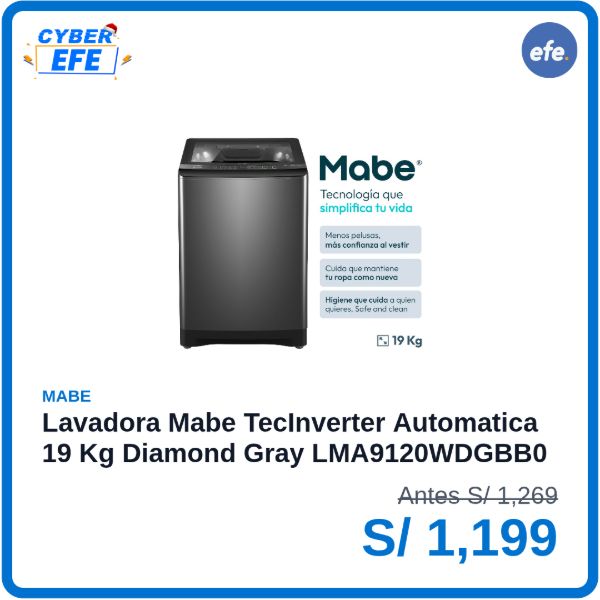 CYBER
EFE
efe.
Mabe®
Tecnología que
simplifica tu vida
Menos pelusas,
más confianza al vestir
Cuida que mantiene
tu ropa como nueva
Higiene que cuida a quien
quieres. Safe and clean
19 Kg
MABE
Lavadora Mabe TecInverter Automatica
19 Kg Diamond Gray LMA9120WDGBB0
Antes S/ 1,269
S/ 1,199